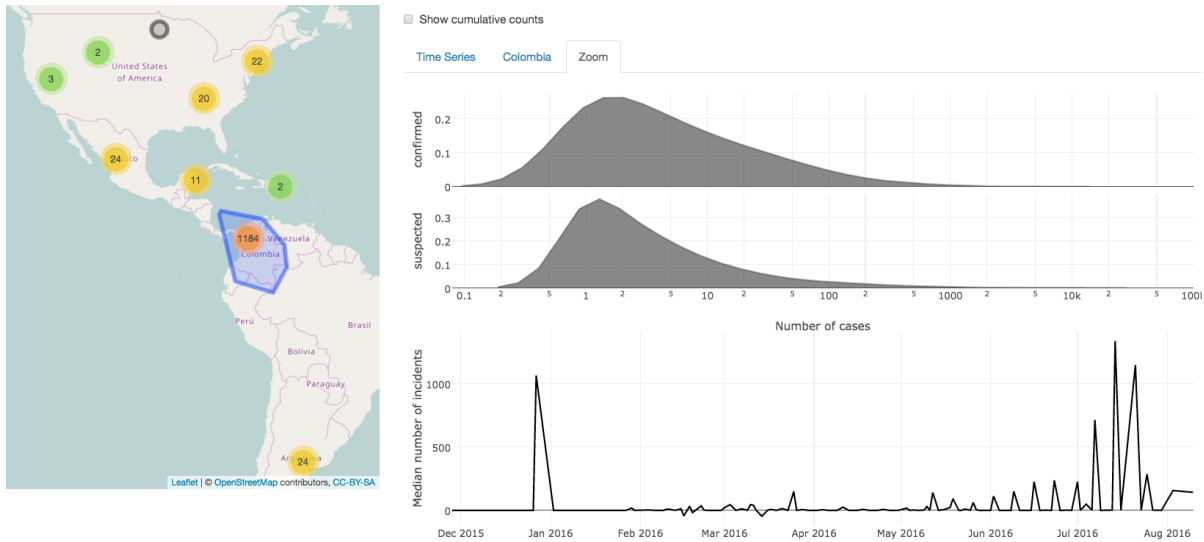 2
22
United States
of America
3
20
24
xico
11
2
1184
Venezuela
Colombia
Perú
Brasil
Bolivia
Paraguay
24
Leaflet | © OpenStreetMap contributors, CC-BY-SA
Show cumulative counts
Time Series Colombia Zoom
confirmed
0.2
0.1
0
suspected
0.3
0.2
0.1
0
0.1 2 5 1 2 5 10 2 5 100 2 5 1000 2 5 10k 2 5 100
Number of cases
Median number of incidents
1000
500
0
Dec 2015 Jan 2016 Feb 2016 Mar 2016 Apr 2016 May 2016 Jun 2016 Jul 2016 Aug 2016